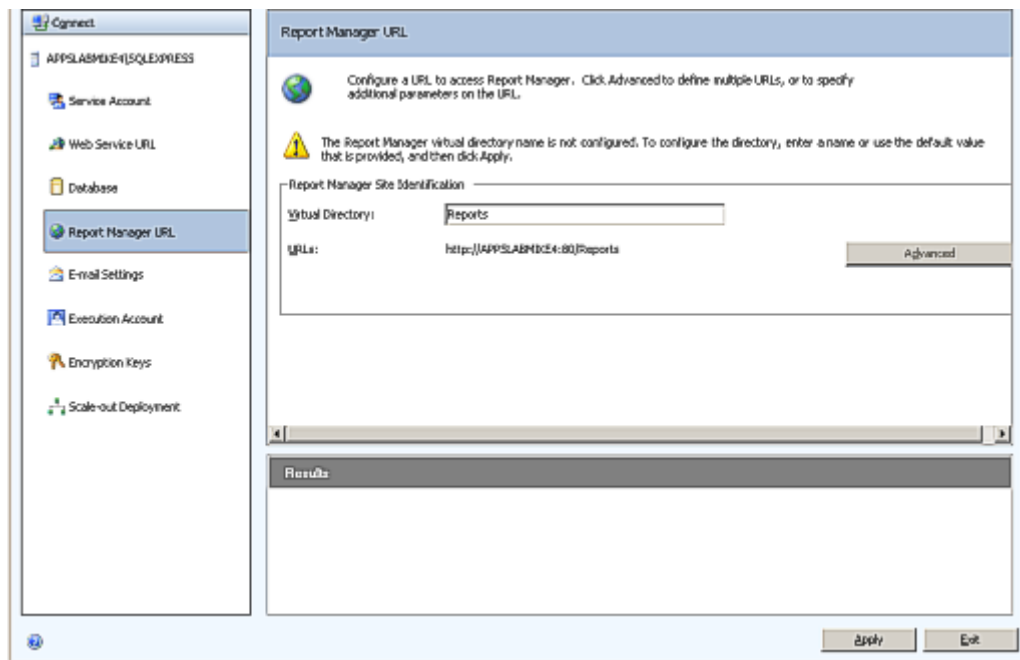 Connect
APPSLABMIKE4\SQLEXPRESS
Service Account
Web Service URL
Database
Report Manager URL
E-mail Settings
Execution Account
Encryption Keys
Scale-out Deployment
Report Manager URL
Configure a URL to access Report Manager. Click Advanced to define multiple URLs, or to specify
additional parameters on the URL.
The Report Manager virtual directory name is not configured. To configure the directory, enter a name or use the default value
that is provided, and then click Apply.
Report Manager Site Identification
Virtual Directory: Reports
URLs: http://APPSLABMIKE4:80/Reports
Advanced
Results
Apply Exit